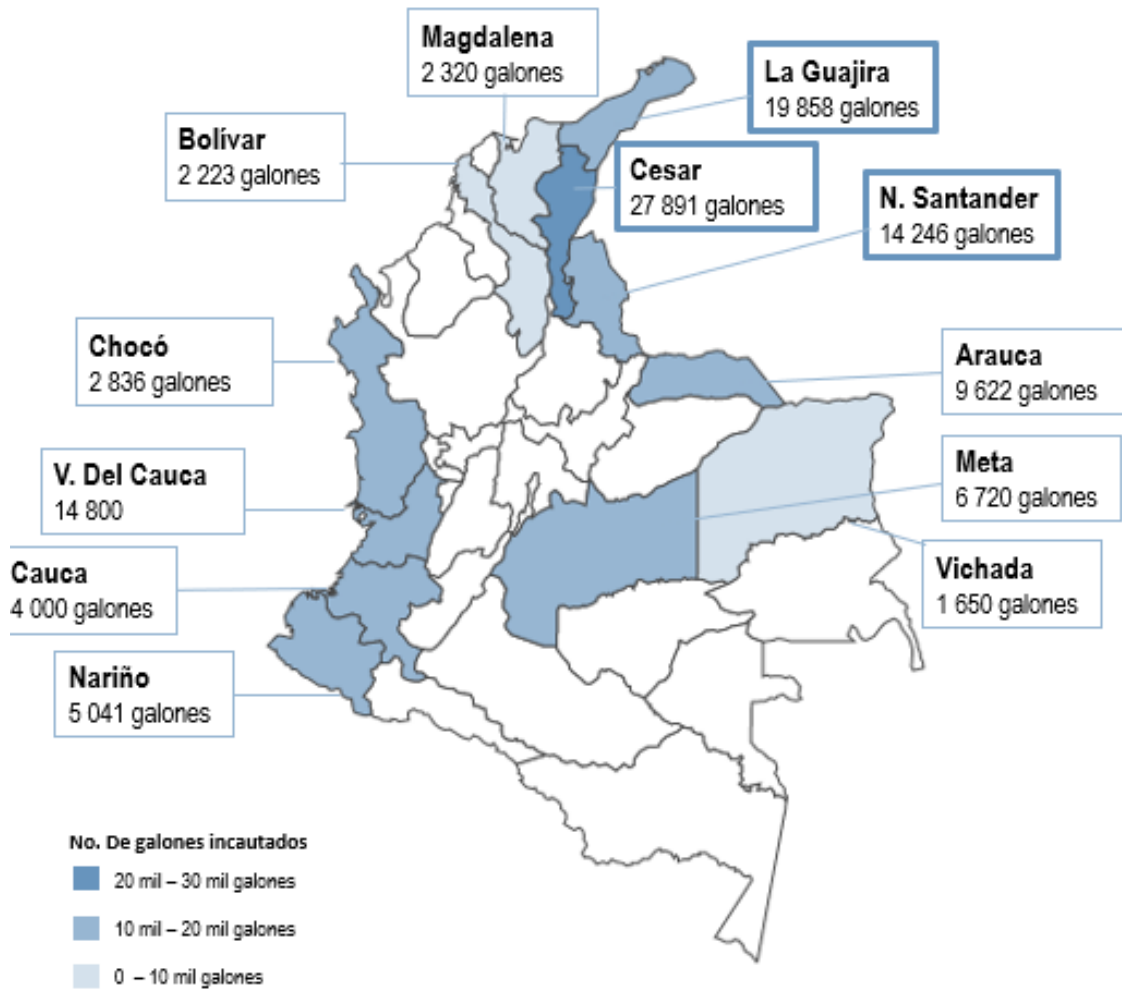 Magdalena
2 320 galones
La Guajira
19 858 galones
Bolívar
2 223 galones
Cesar
27 891 galones
N. Santander
14 246 galones
Chocó
2 836 galones
Arauca
9 622 galones
V. Del Cauca
14 800
Meta
6 720 galones
Cauca
4 000 galones
Vichada
1 650 galones
Nariño
5 041 galones
No. De galones incautados
20 mil – 30 mil galones
10 mil – 20 mil galones
0 – 10 mil galones